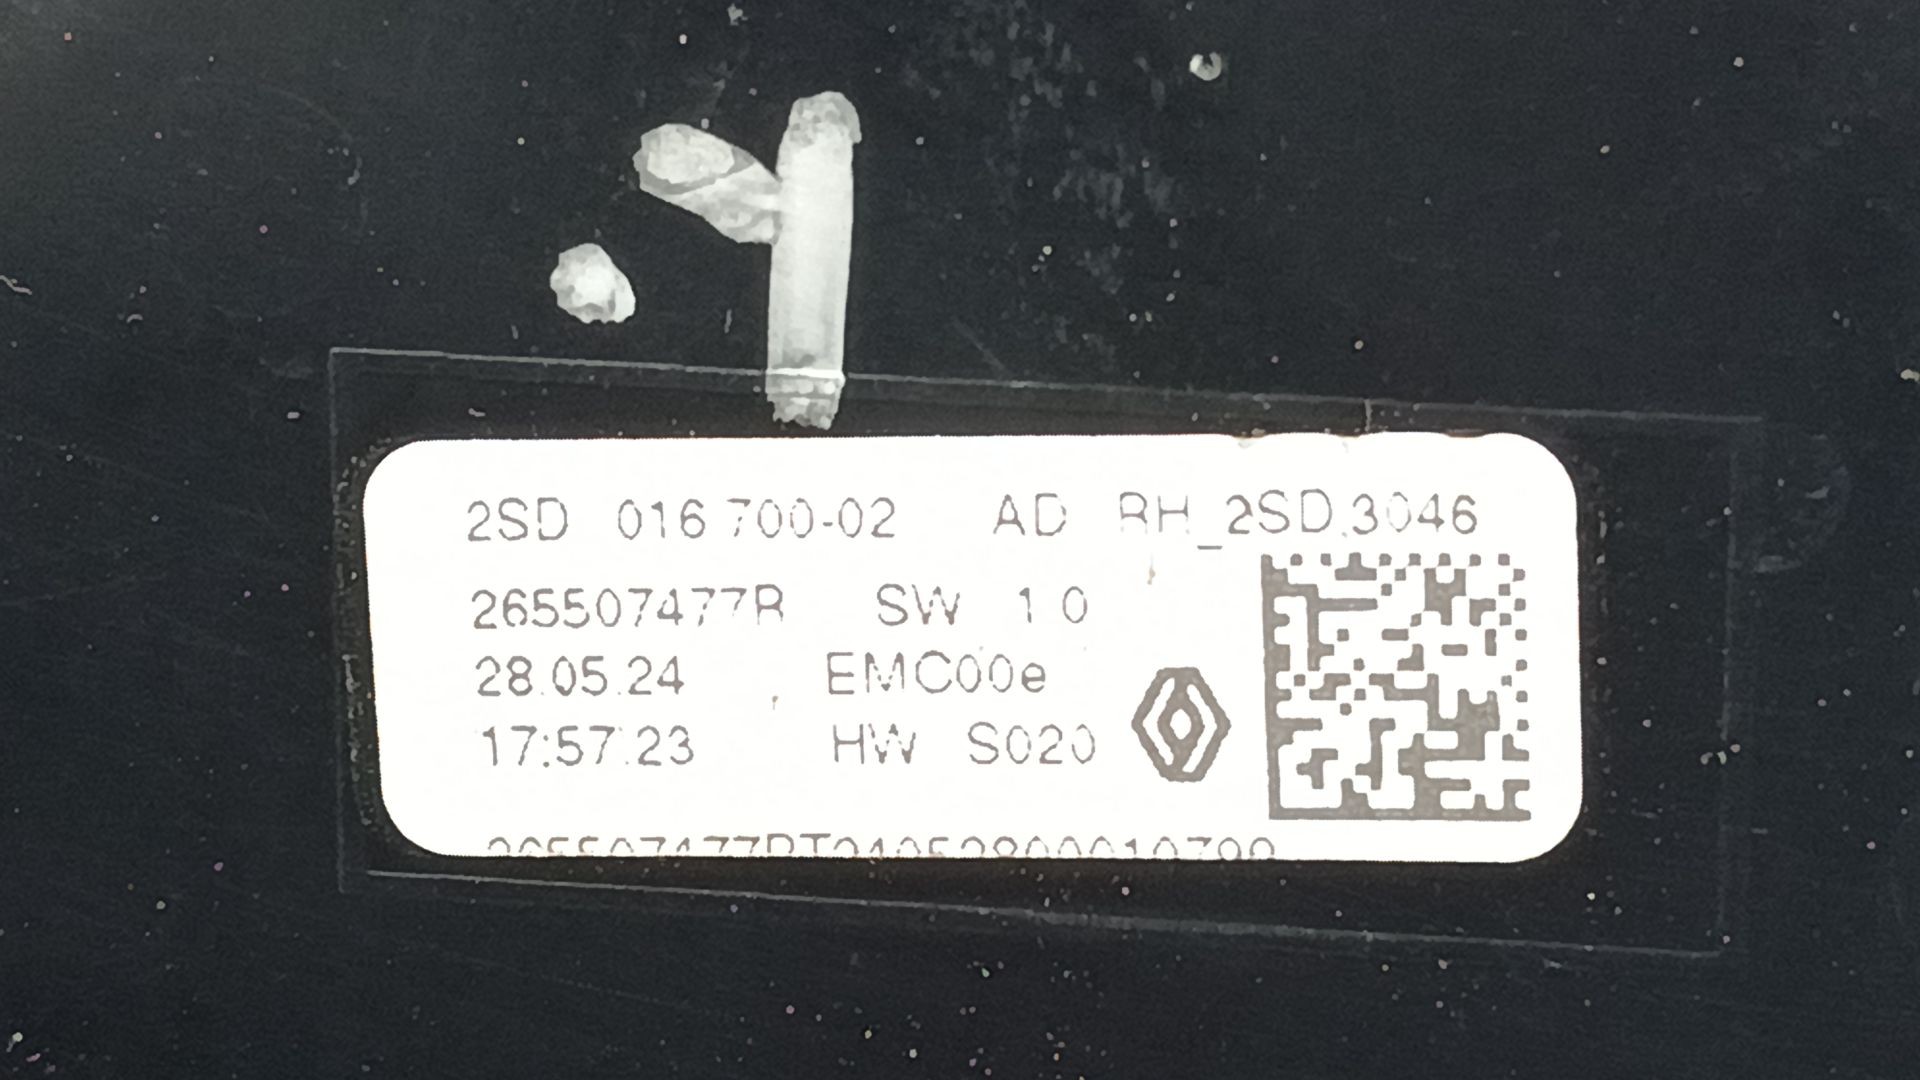 2SD 016 700-02 AD RH_2SD.3046
265507477R SW 1.0
28.05.24 EMC00e
17:57:23 HW S020
265507477RT24052800010799